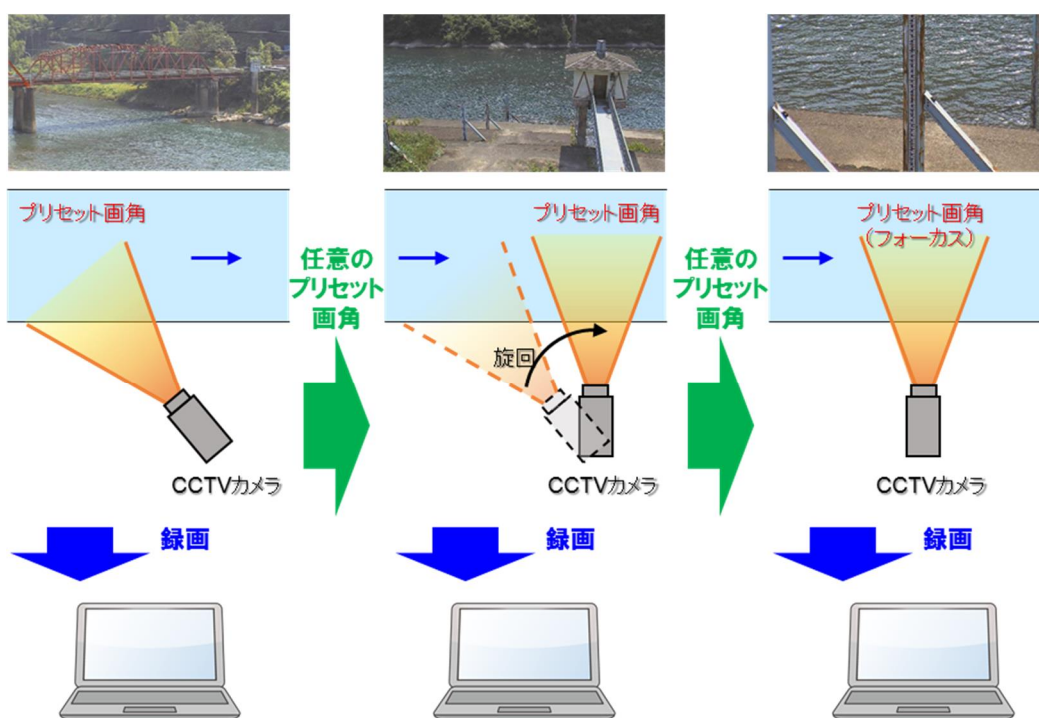 プリセット画角
任意の
プリセット
画角
プリセット画角
旋回
任意の
プリセット
画角
プリセット画角
(フォーカス)
CCTVカメラ
CCTVカメラ
CCTVカメラ
録画
録画
録画